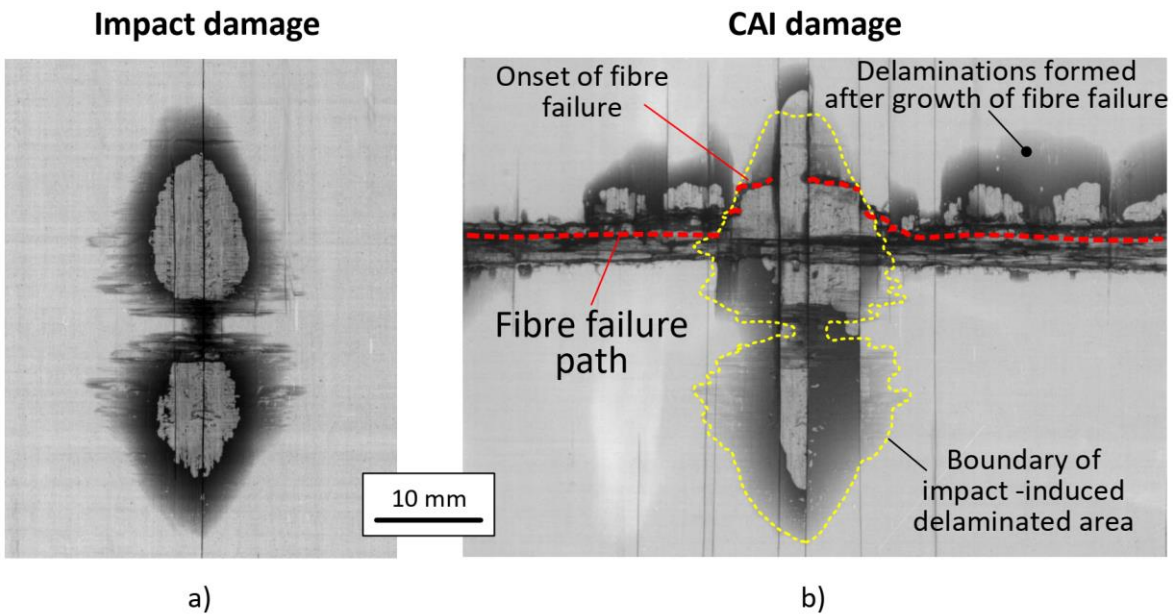 Impact damage
CAI damage
Onset of fibre
failure
Delaminations formed
after growth of fibre failure
Fibre failure
path
10 mm
Boundary of
impact -induced
delaminated area
a)
b)